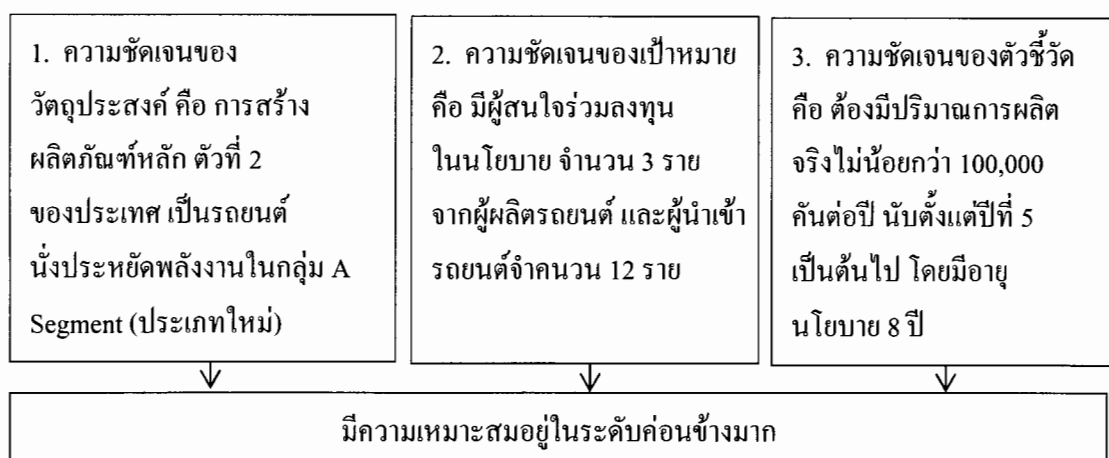 1. ความชัดเจนของ
วัตถุประสงค์ คือ การสร้าง
ผลิตภัณฑ์หลัก ตัวที่ 2
ของประเทศ เป็นรถยนต์
นั่งประหยัดพลังงานในกลุ่ม A
Segment (ประเภทใหม่)
2. ความชัดเจนของเป้าหมาย
คือ มีผู้สนใจร่วมลงทุน
ในนโยบาย จำนวน 3 ราย
จากผู้ผลิตรถยนต์ และผู้นำเข้า
รถยนต์จำคนวน 12 ราย
3. ความชัดเจนของตัวชี้วัด
คือ ต้องมีปริมาณการผลิต
จริงไม่น้อยกว่า 100,000
คันต่อปี นับตั้งแต่ปีที่ 5
เป็นต้นไป โดยมีอายุ
นโยบาย 8 ปี
มีความเหมาะสมอยู่ในระดับค่อนข้างมาก